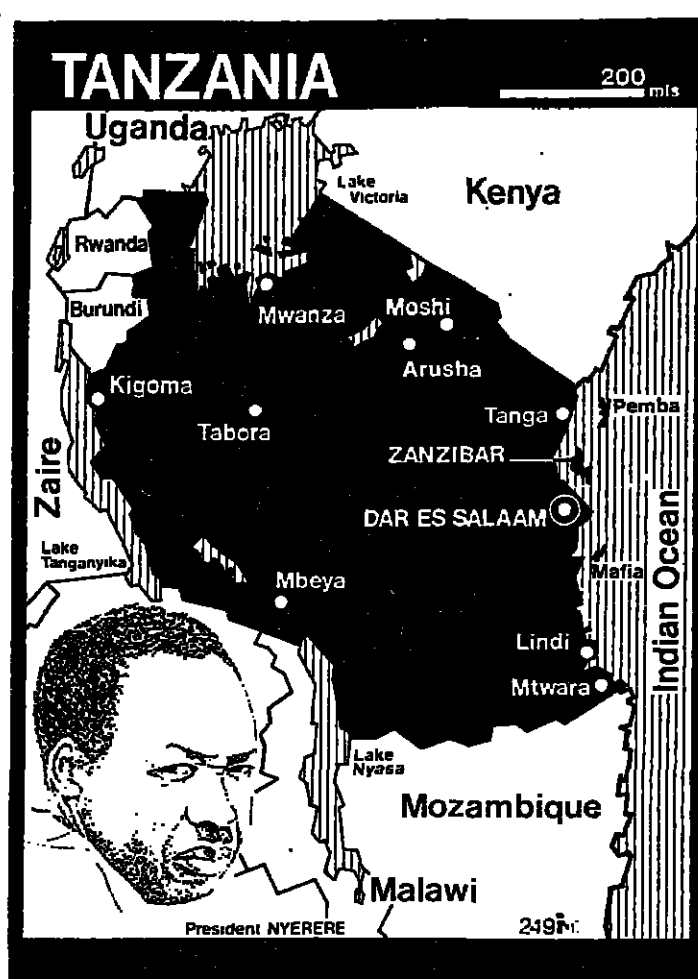 TANZANIA
200 mls
Uganda
Lake
Victoria
Kenya
Rwanda
Burundi
Mwanza
Moshi
Arusha
Kigoma
Tabora
Tanga
Pemba
ZANZIBAR
Zaire
DAR ES SALAAM
Lake
Tanganyika
Mbeya
Mafia
Indian Ocean
Lindi
Mtwara
Lake
Nyasa
Mozambique
Malawi
President NYERERE